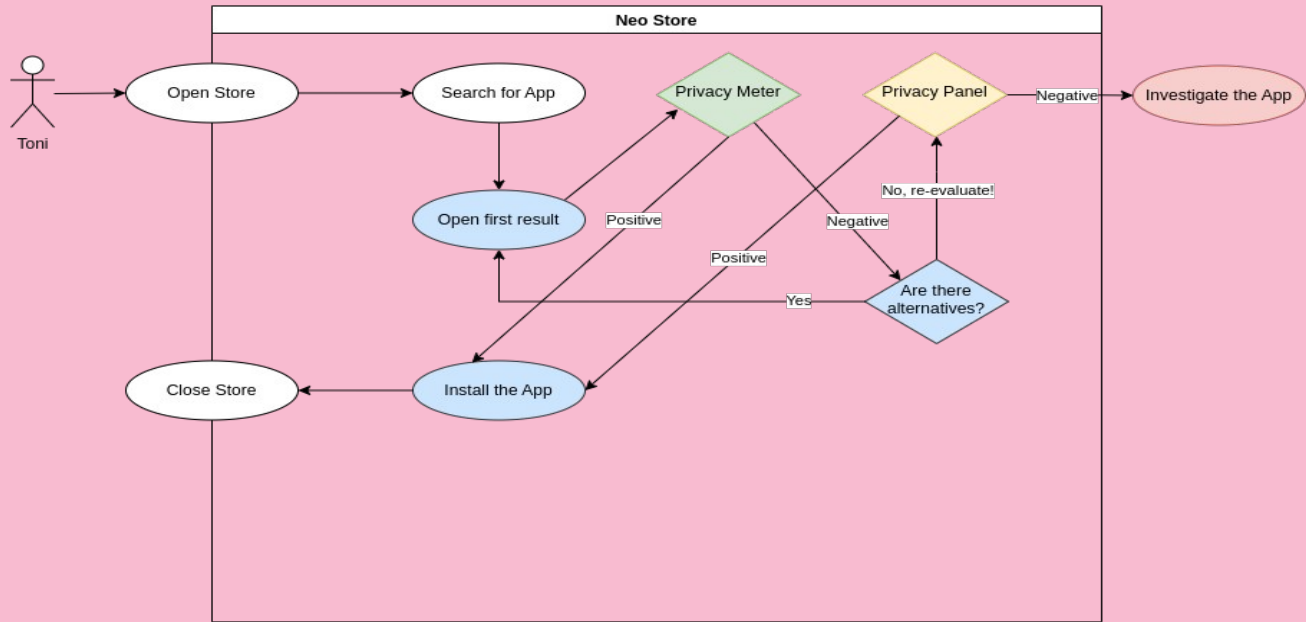 Neo Store
Toni
Open Store
Search for App
Privacy Meter
Privacy Panel
Negative
Investigate the App
No, re-evaluate!
Open first result
Positive
Negative
Positive
Are there
alternatives?
Yes
Close Store
Install the App